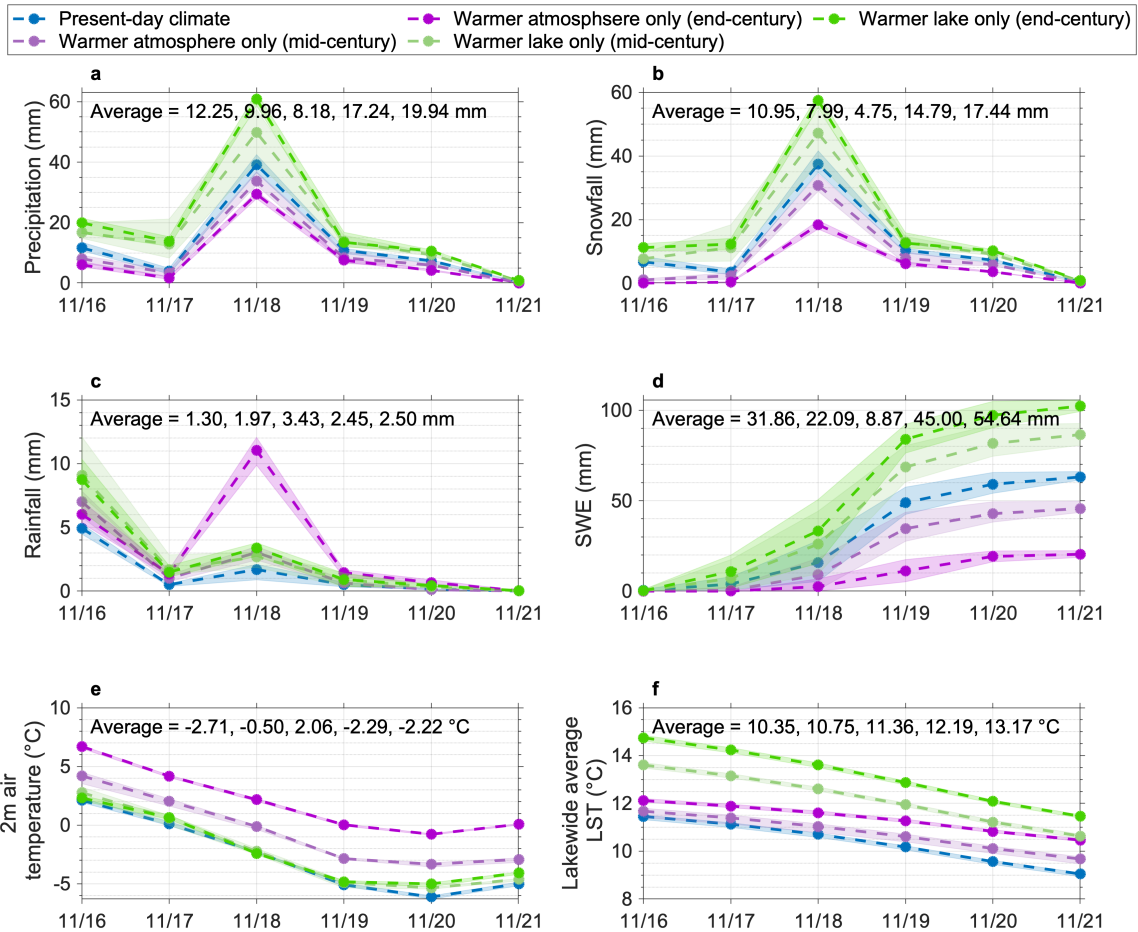 Present-day climate
Warmer atmosphsere only (end-century)
Warmer lake only (end-century)
Warmer atmosphere only (mid-century)
Warmer lake only (mid-century)
a
Average = 12.25, 9.96, 8.18, 17.24, 19.94 mm
Precipitation (mm)
60
40
20
0
11/16 11/17 11/18 11/19 11/20 11/21
b
Average = 10.95, 7.99, 4.75, 14.79, 17.44 mm
Snowfall (mm)
60
40
20
0
11/16 11/17 11/18 11/19 11/20 11/21
c
Average = 1.30, 1.97, 3.43, 2.45, 2.50 mm
Rainfall (mm)
15
10
5
0
11/16 11/17 11/18 11/19 11/20 11/21
d
Average = 31.86, 22.09, 8.87, 45.00, 54.64 mm
SWE (mm)
100
50
0
11/16 11/17 11/18 11/19 11/20 11/21
e
Average = -2.71, -0.50, 2.06, -2.29, -2.22 °C
2m air
temperature (°C)
10
5
0
-5
11/16 11/17 11/18 11/19 11/20 11/21
f
Average = 10.35, 10.75, 11.36, 12.19, 13.17 °C
Lakewide average
LST (°C)
16
14
12
10
8
11/16 11/17 11/18 11/19 11/20 11/21